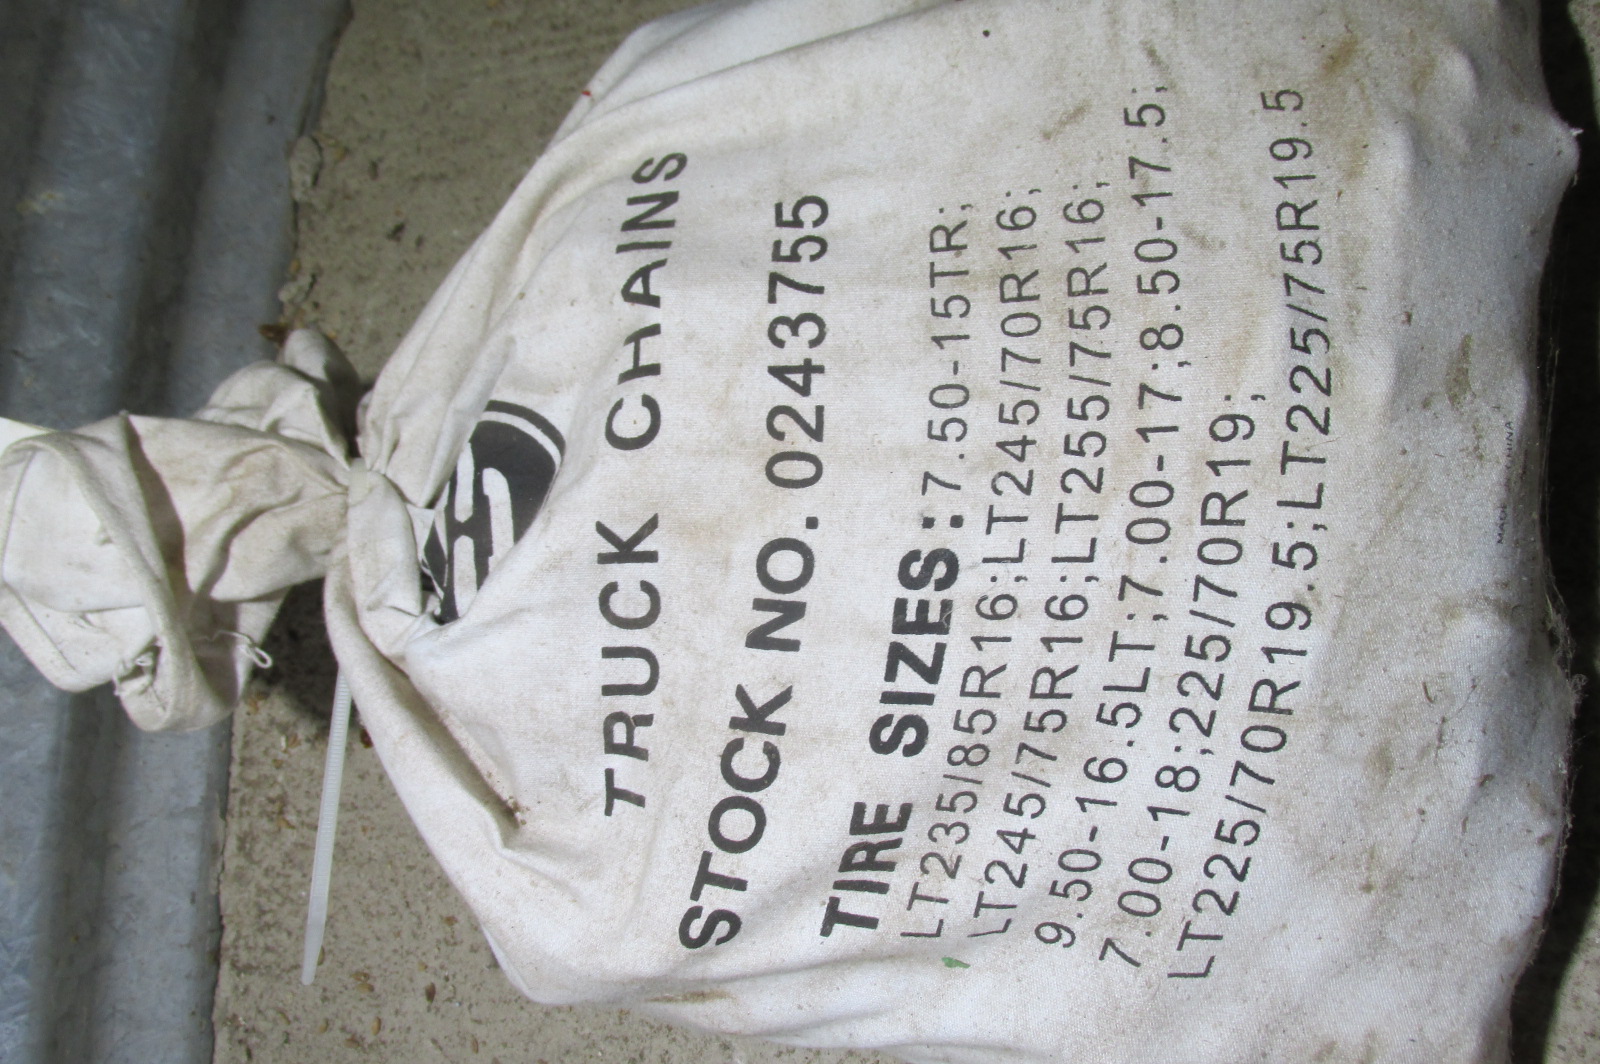 TRUCK CHAINS
STOCK NO. 0243755
TIRE SIZES:7.50-15TR;
LT235/85R16;LT245/70R16;
LT245/75R16;LT255/75R16;
9.50-16.5LT;7.00-17;8.50-17.5;
7.00-18;225/70R19;
LT225/70R19.5;LT225/75R19.5
MADE CHINA